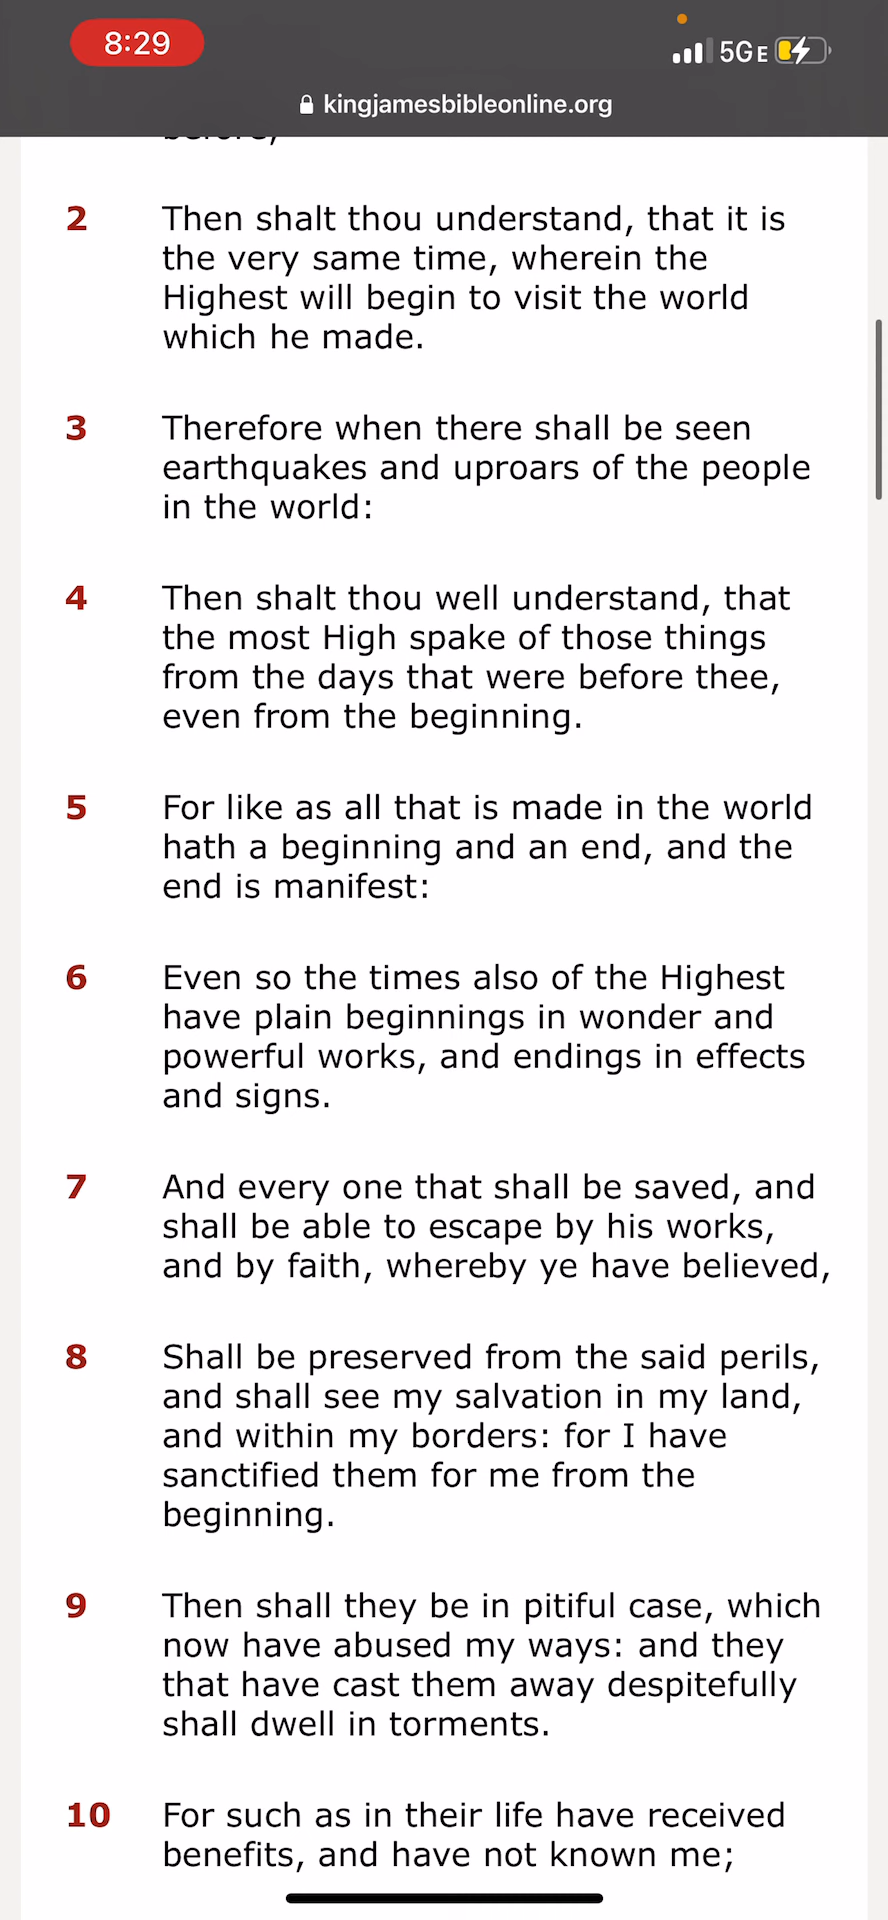 8:29
5GE
kingjamesbibleonline.org
2 Then shalt thou understand, that it is
the very same time, wherein the
Highest will begin to visit the world
which he made.
3 Therefore when there shall be seen
earthquakes and uproars of the people
in the world:
4 Then shalt thou well understand, that
the most High spake of those things
from the days that were before thee,
even from the beginning.
5 For like as all that is made in the world
hath a beginning and an end, and the
end is manifest:
6 Even so the times also of the Highest
have plain beginnings in wonder and
powerful works, and endings in effects
and signs.
7 And every one that shall be saved, and
shall be able to escape by his works,
and by faith, whereby ye have believed,
8 Shall be preserved from the said perils,
and shall see my salvation in my land,
and within my borders: for I have
sanctified them for me from the
beginning.
9 Then shall they be in pitiful case, which
now have abused my ways: and they
that have cast them away despitefully
shall dwell in torments.
10 For such as in their life have received
benefits, and have not known me;